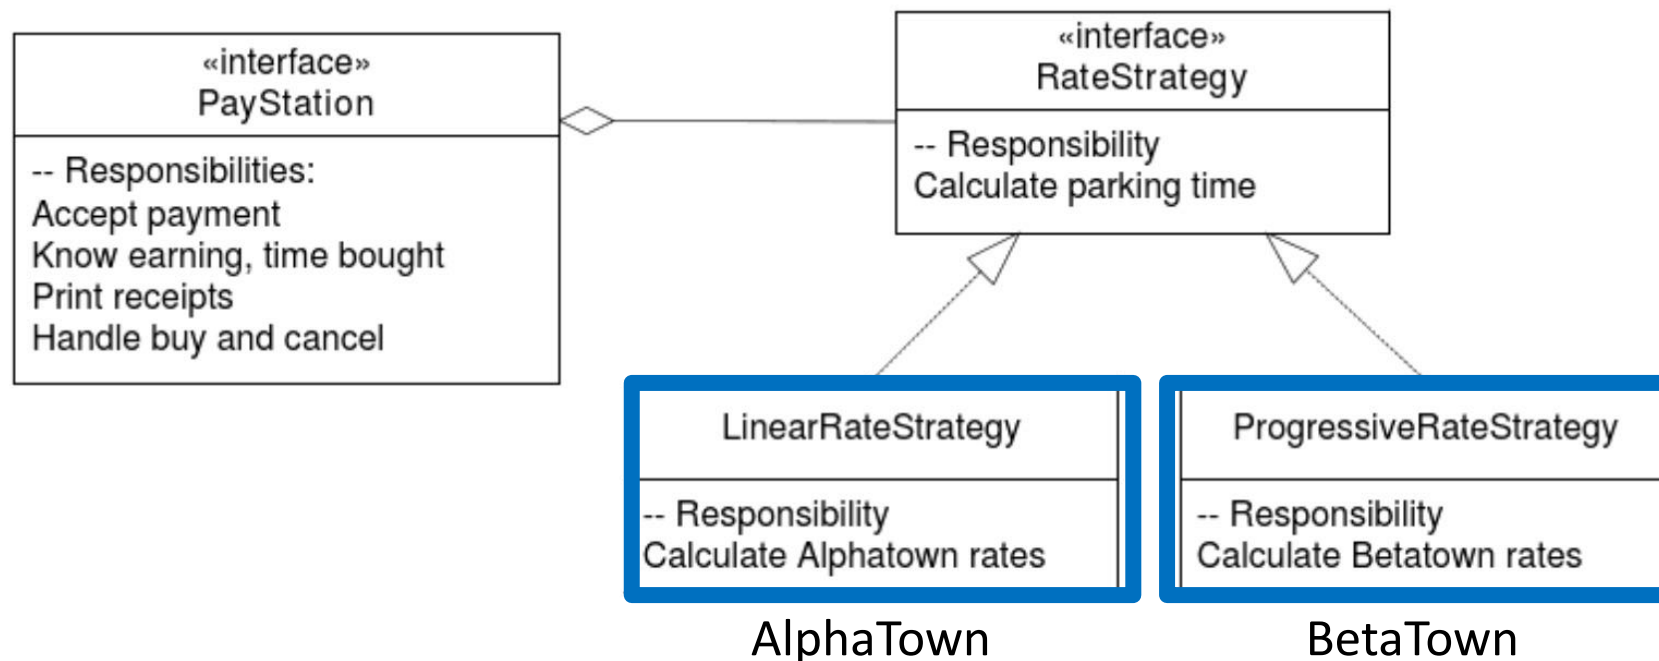 «interface»
PayStation
-- Responsibilities:
Accept payment
Know earning, time bought
Print receipts
Handle buy and cancel
«interface»
RateStrategy
-- Responsibility
Calculate parking time
LinearRateStrategy
-- Responsibility
Calculate Alphatown rates
AlphaTown
ProgressiveRateStrategy
-- Responsibility
Calculate Betatown rates
BetaTown